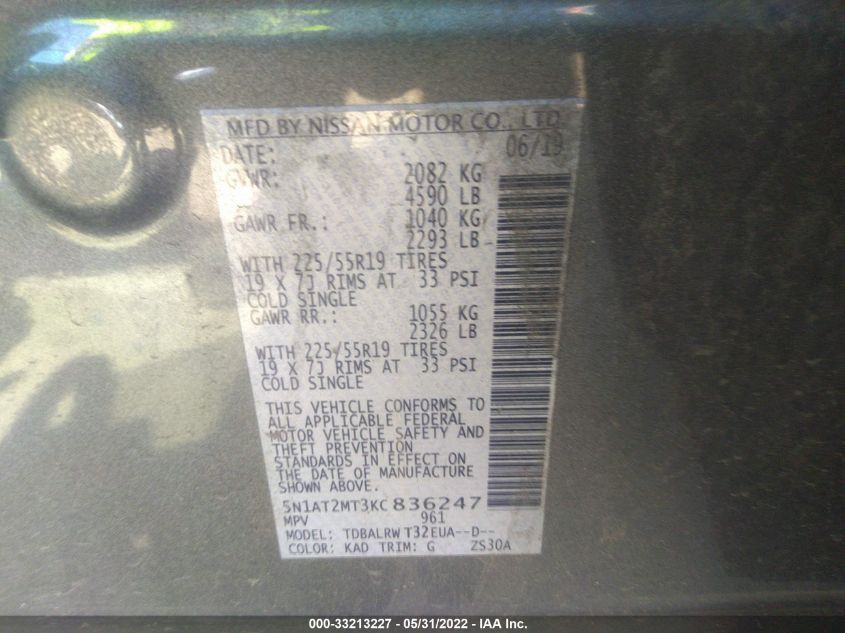 MFD BY NISSAN MOTOR CO., LTD
DATE: 06/19
GVWR: 2082 KG
4590 LB
GAWR FR.: 1040 KG
2293 LB
WITH 225/55R19 TIRES
19 X 7J RIMS AT 33 PSI
COLD SINGLE
GAWR RR.: 1055 KG
2326 LB
WITH 225/55R19 TIRES
19 X 7J RIMS AT 33 PSI
COLD SINGLE
THIS VEHICLE CONFORMS TO
ALL APPLICABLE FEDERAL
MOTOR VEHICLE SAFETY AND
THEFT PREVENTION
STANDARDS IN EFFECT ON
THE DATE OF MANUFACTURE
SHOWN ABOVE.
5N1AT2MT3KC836247
MPV 961
MODEL: TDBALRW T32EUA--D--
COLOR: KAD TRIM: G ZS30A
000-33213227 - 05/31/2022 - IAA Inc.